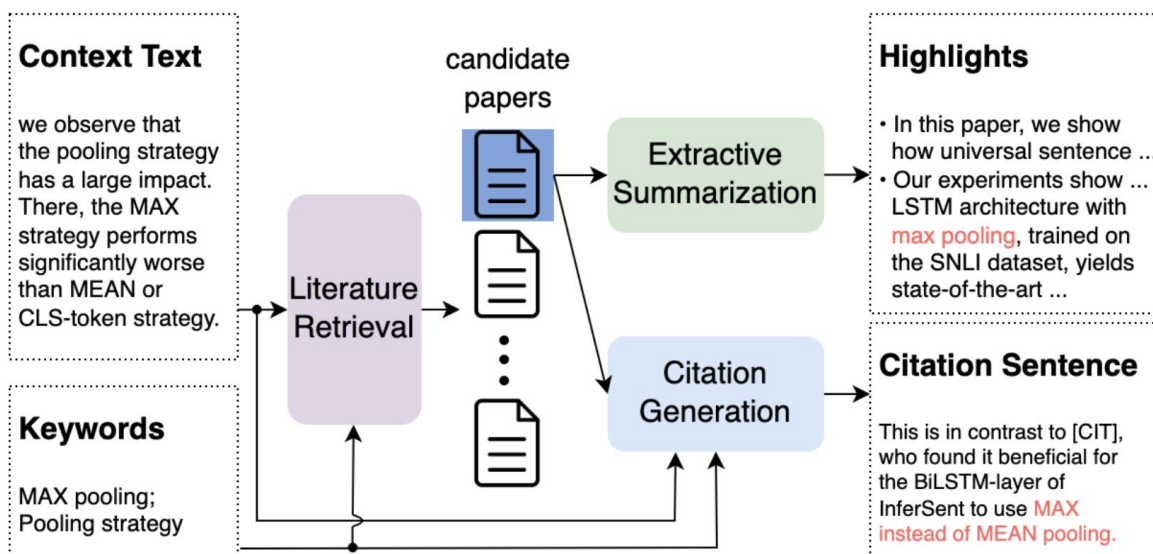 Context Text
we observe that
the pooling strategy
has a large impact.
There, the MAX
strategy performs
significantly worse
than MEAN or
CLS-token strategy.
Keywords
MAX pooling;
Pooling strategy
Literature
Retrieval
candidate
papers
Extractive
Summarization
Citation
Generation
Highlights
• In this paper, we show
how universal sentence ...
• Our experiments show ...
LSTM architecture with
max pooling, trained on
the SNLI dataset, yields
state-of-the-art ...
Citation Sentence
This is in contrast to [CIT],
who found it beneficial for
the BiLSTM-layer of
InferSent to use MAX
instead of MEAN pooling.